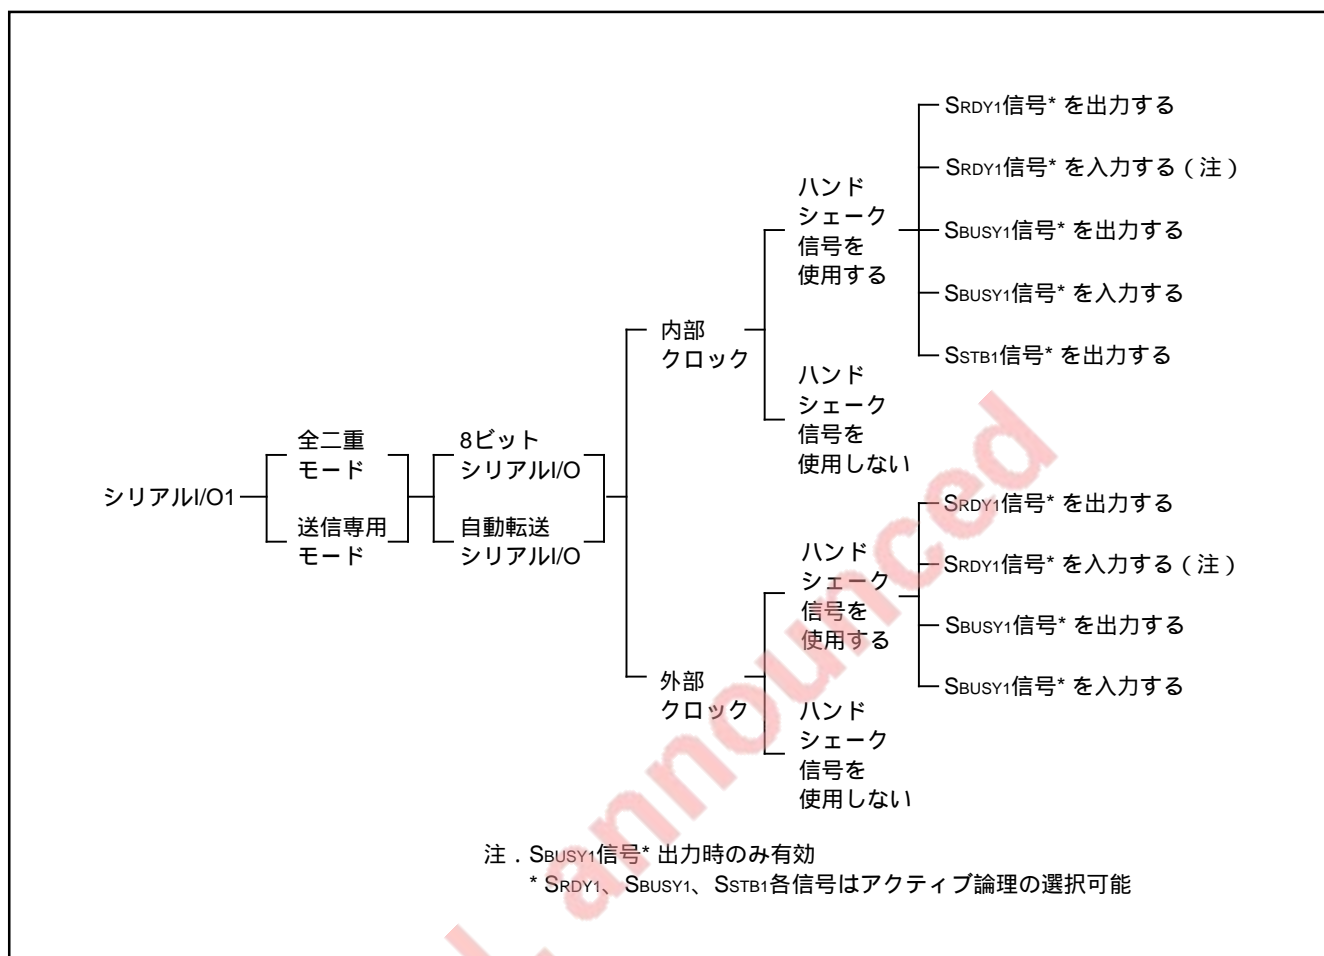 シリアルI/O1
全二重
モード
送信専用
モード
8ビット
シリアルI/O
自動転送
シリアルI/O
内部
クロック
ハンド
シェーク
信号を
使用する
SRDY1信号* を出力する
SRDY1信号* を入力する（注）
SBUSY1信号* を出力する
SBUSY1信号* を入力する
SSTB1信号* を出力する
ハンド
シェーク
信号を
使用しない
外部
クロック
ハンド
シェーク
信号を
使用する
SRDY1信号* を出力する
SRDY1信号* を入力する（注）
SBUSY1信号* を出力する
SBUSY1信号* を入力する
ハンド
シェーク
信号を
使用しない
注．SBUSY1信号* 出力時のみ有効
* SRDY1、SBUSY1、SSTB1各信号はアクティブ論理の選択可能
announced